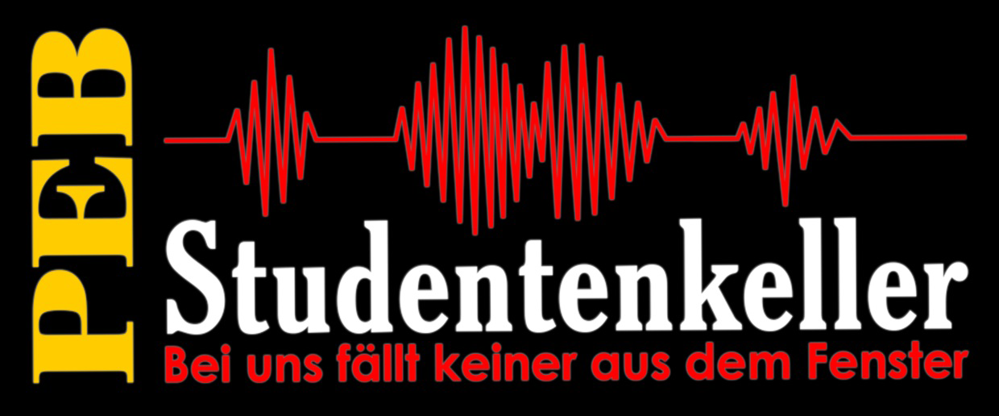 PEB
Studentenkeller
Bei uns fällt keiner aus dem Fenster